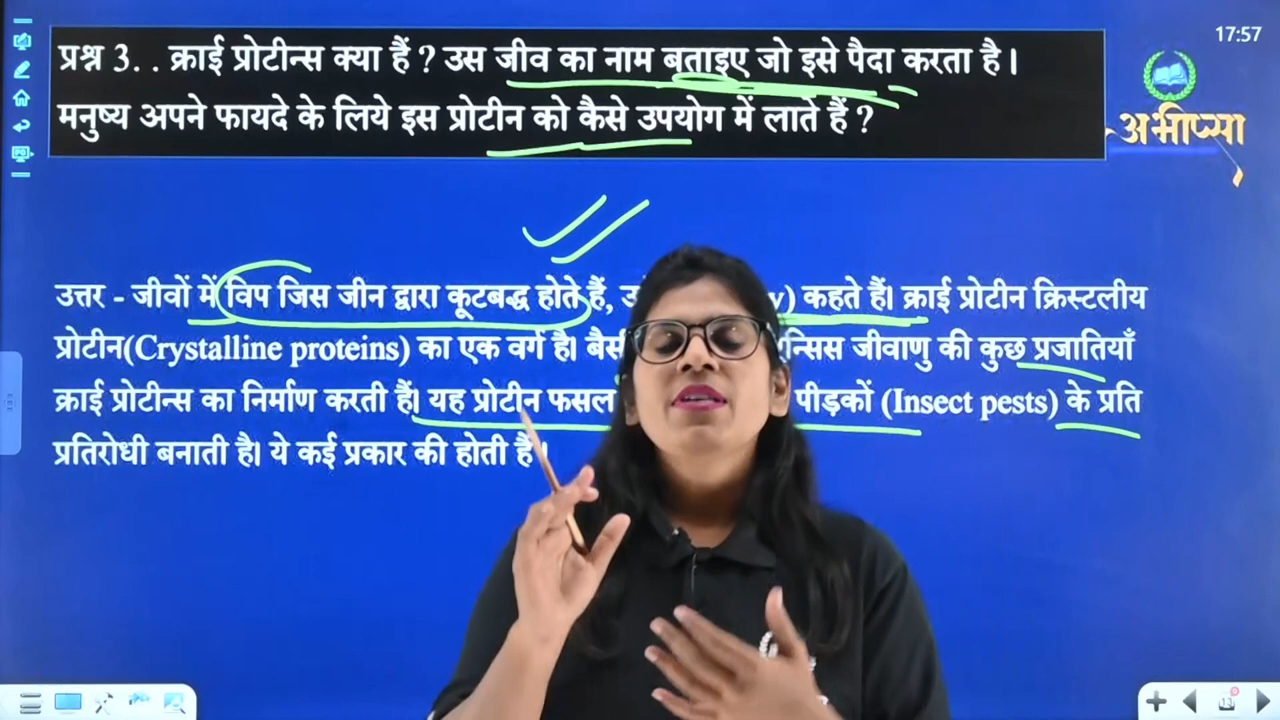 17:57
प्रश्न 3. . क्राई प्रोटीन्स क्या हैं ? उस जीव का नाम बताइए जो इसे पैदा करता है।
मनुष्य अपने फायदे के लिये इस प्रोटीन को कैसे उपयोग में लाते हैं ?
अभीप्सा
उत्तर - जीवों में विप जिस जीन द्वारा कूटबद्ध होते हैं, कहते हैं। क्राई प्रोटीन क्रिस्टलीय
प्रोटीन(Crystalline proteins) का एक वर्ग है। जीवाणु की कुछ प्रजातियाँ
क्राई प्रोटीन्स का निर्माण करती हैं। यह प्रोटीन फसल पीड़कों (Insect pests) के प्रति
प्रतिरोधी बनाती है। ये कई प्रकार की होती हैं।